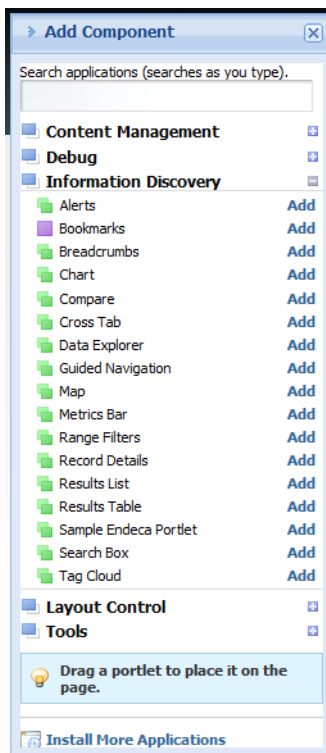 Add Component
Search applications (searches as you type).
Content Management
Debug
Information Discovery
Alerts Add
Bookmarks Add
Breadcrumbs Add
Chart Add
Compare Add
Cross Tab Add
Data Explorer Add
Guided Navigation Add
Map Add
Metrics Bar Add
Range Filters Add
Record Details Add
Results List Add
Results Table Add
Sample Endeca Portlet Add
Search Box Add
Tag Cloud Add
Layout Control
Tools
Drag a portlet to place it on the
page.
Install More Applications